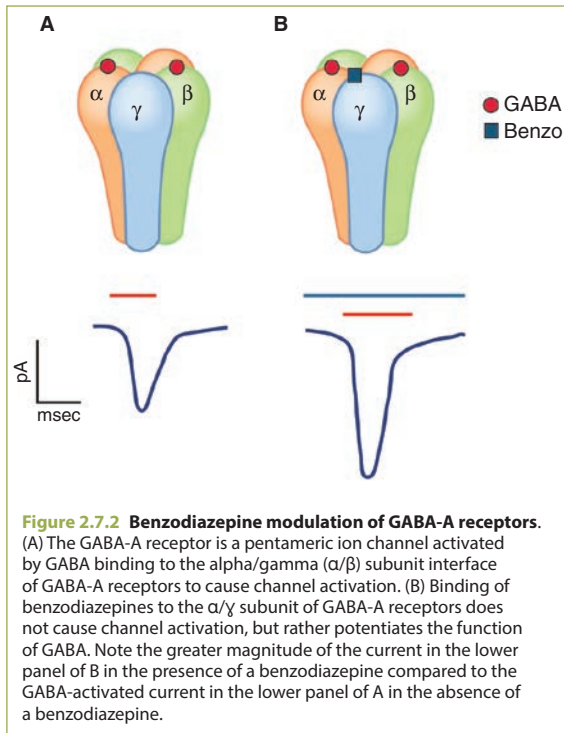 A
B
α
γ
β
α
γ
β
GABA
Benzo
pA
msec
Figure 2.7.2 Benzodiazepine modulation of GABA-A receptors.
(A) The GABA-A receptor is a pentameric ion channel activated
by GABA binding to the alpha/gamma (α/β) subunit interface
of GABA-A receptors to cause channel activation. (B) Binding of
benzodiazepines to the α/γ subunit of GABA-A receptors does
not cause channel activation, but rather potentiates the function
of GABA. Note the greater magnitude of the current in the lower
panel of B in the presence of a benzodiazepine compared to the
GABA-activated current in the lower panel of A in the absence of
a benzodiazepine.